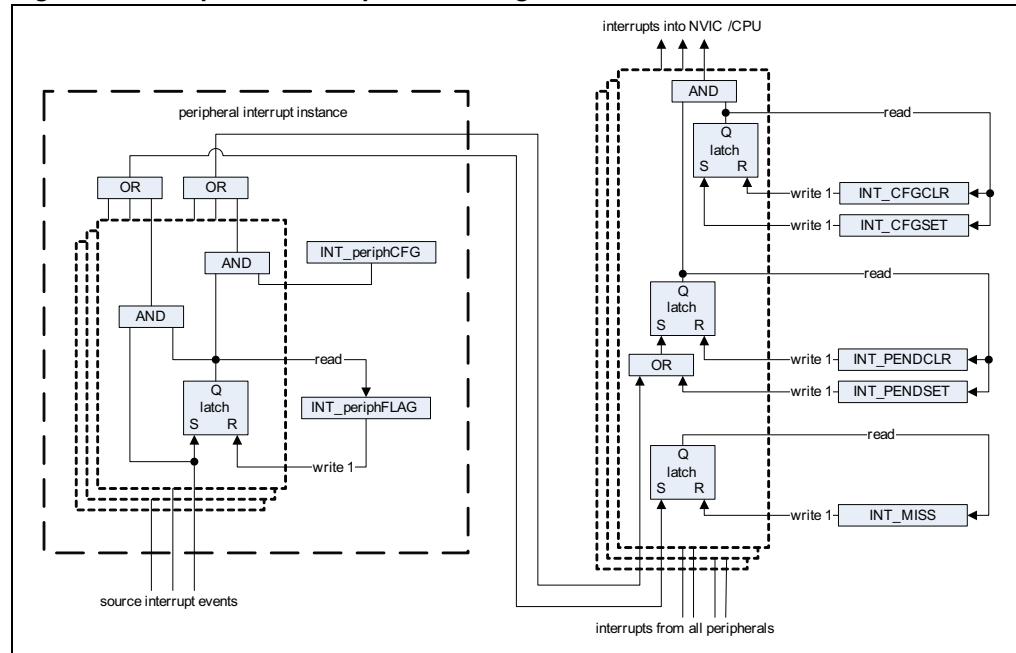 interrupts into NVIC /CPU
peripheral interrupt instance
AND
read
Q
latch
S R
write 1
INT_CFGCLR
write 1
INT_CFGSET
OR
OR
AND
INT_periphCFG
AND
read
Q
latch
S R
INT_periphFLAG
write 1
read
Q
latch
S R
OR
write 1
INT_PENDCLR
write 1
INT_PENDSET
read
Q
latch
S R
write 1
INT_MISS
source interrupt events
interrupts from all peripherals